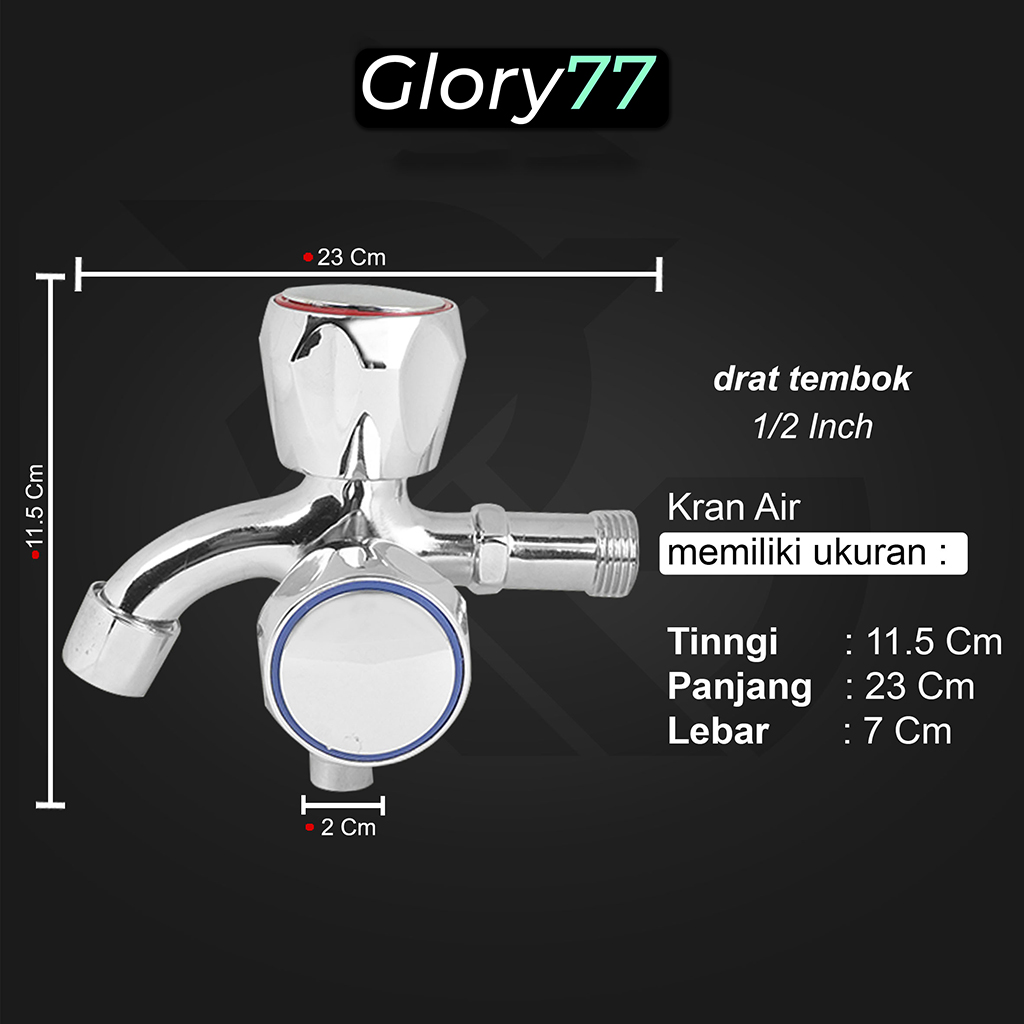 Glory77
23 Cm
11.5 Cm
drat tembok
1/2 Inch
Kran Air
memiliki ukuran :
Tinngi : 11.5 Cm
Panjang : 23 Cm
Lebar : 7 Cm
2 Cm